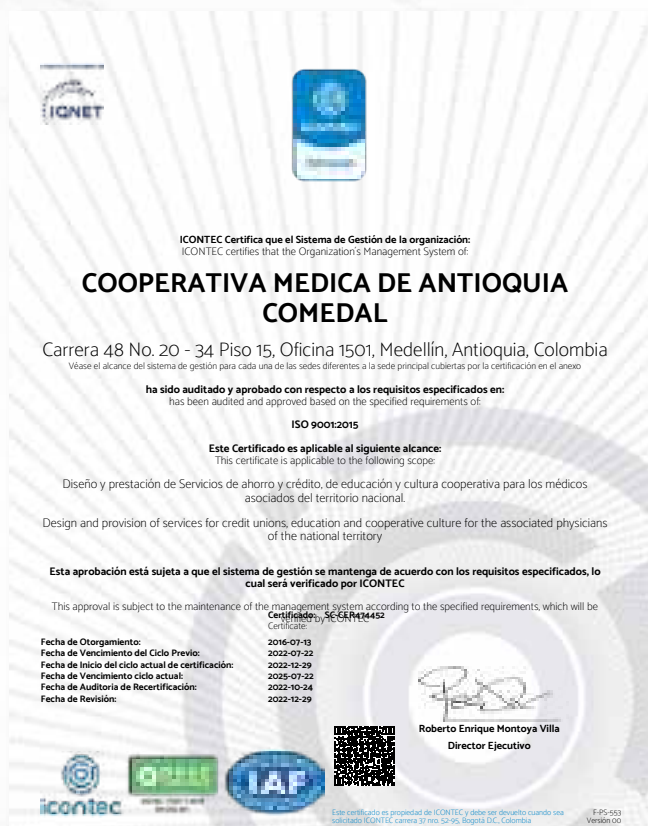 IQNET
ICONTEC Certifica que el Sistema de Gestión de la organización:
ICONTEC certifies that the Organization's Management System of:
COOPERATIVA MEDICA DE ANTIOQUIA
COMEDAL
Carrera 48 No. 20 - 34 Piso 15, Oficina 1501, Medellín, Antioquia, Colombia
Véase el alcance del sistema de gestión para cada una de las sedes diferentes a la sede principal cubiertas por la certificación en el anexo
ha sido auditado y aprobado con respecto a los requisitos especificados en:
has been audited and approved based on the specified requirements of:
ISO 9001:2015
Este Certificado es aplicable al siguiente alcance:
This certificate is applicable to the following scope:
Diseño y prestación de Servicios de ahorro y crédito, de educación y cultura cooperativa para los médicos
asociados del territorio nacional.
Design and provision of services for credit unions, education and cooperative culture for the associated physicians
of the national territory
Esta aprobación está sujeta a que el sistema de gestión se mantenga de acuerdo con los requisitos especificados, lo
cual será verificado por ICONTEC
This approval is subject to the maintenance of the management system according to the specified requirements, which will be
verified by ICONTEC
Certificado: SC-CER474452
Certificate:
Fecha de Otorgamiento: 2016-07-13
Fecha de Vencimiento del Ciclo Previo: 2022-07-22
Fecha de Inicio del ciclo actual de certificación: 2022-12-29
Fecha de Vencimiento ciclo actual: 2025-07-22
Fecha de Auditoria de Recertificación: 2022-10-24
Fecha de Revisión: 2022-12-29
Roberto Enrique Montoya Villa
Director Ejecutivo
icontec
IAF
Este certificado es propiedad de ICONTEC y debe ser devuelto cuando sea
solicitado ICONTEC carrera 37 nro. 52-95, Bogotá D.C., Colombia
F-PS-553
Versión 00